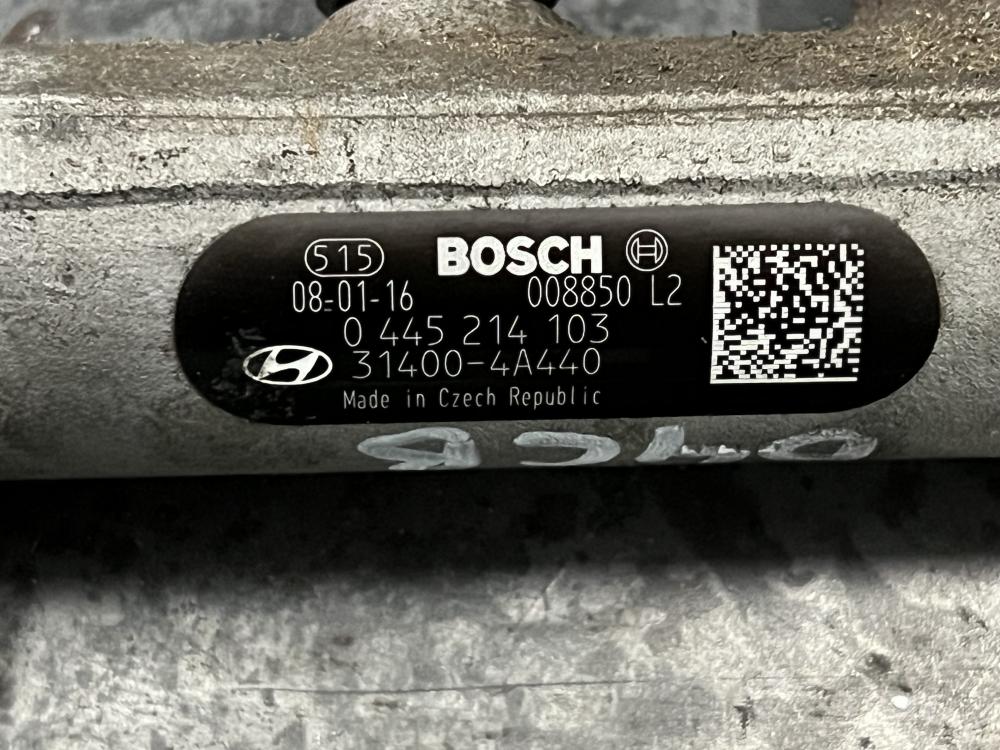 515 BOSCH
08-01-16 008850 L2
0 445 214 103
31400-4A440
Made in Czech Republic